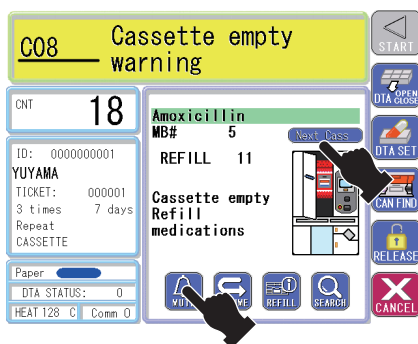 C08 Cassette empty
warning
START
CNT 18
DTA OPEN
CLOSE
Amoxicillin
MB# 5
Next Cass.
DTA SET
ID: 0000000001
REFILL 11
YUYAMA
TICKET: 000001
CAN FIND
3 times 7 days
Cassette empty
Repeat
Refill
CASSETTE
medications
RELEASE
Paper
DTA STATUS: 0
REFILL
SEARCH
CANCEL
HEAT 128 C Comm 0